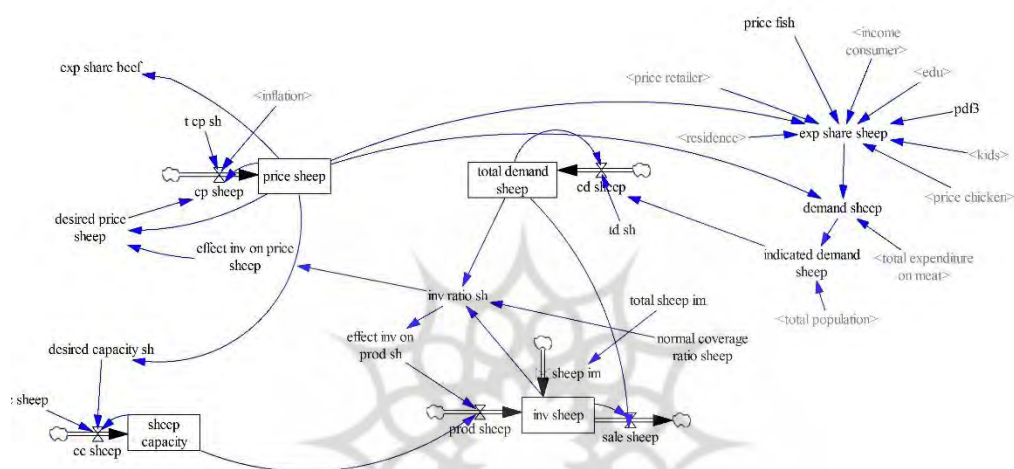 price fish
<income
consumer>
exp share beef
<price retailer>
<edu>
<inflation>
pdf3
t cp sh
<residence>
exp share sheep
<kids>
price sheep
total demand
sheep
cp sheep
cd sheep
<price chicken>
desired price
sheep
demand sheep
td sh
effect inv on price
sheep
indicated demand
sheep
<total expenditure
on meat>
inv ratio sh
total sheep im
<total population>
effect inv on
prod sh
normal coverage
ratio sheep
desired capacity sh
sheep im
sheep
sheep
capacity
inv sheep
cc sheep
prod sheep
sale sheep